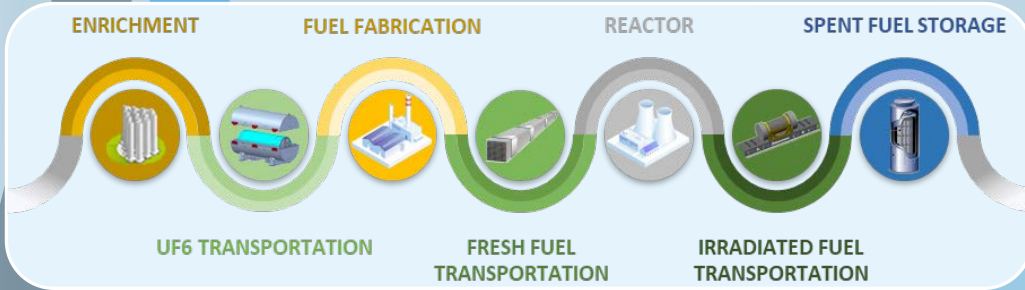 ENRICHMENT
FUEL FABRICATION
REACTOR
SPENT FUEL STORAGE
UF6 TRANSPORTATION
FRESH FUEL
TRANSPORTATION
IRRADIATED FUEL
TRANSPORTATION